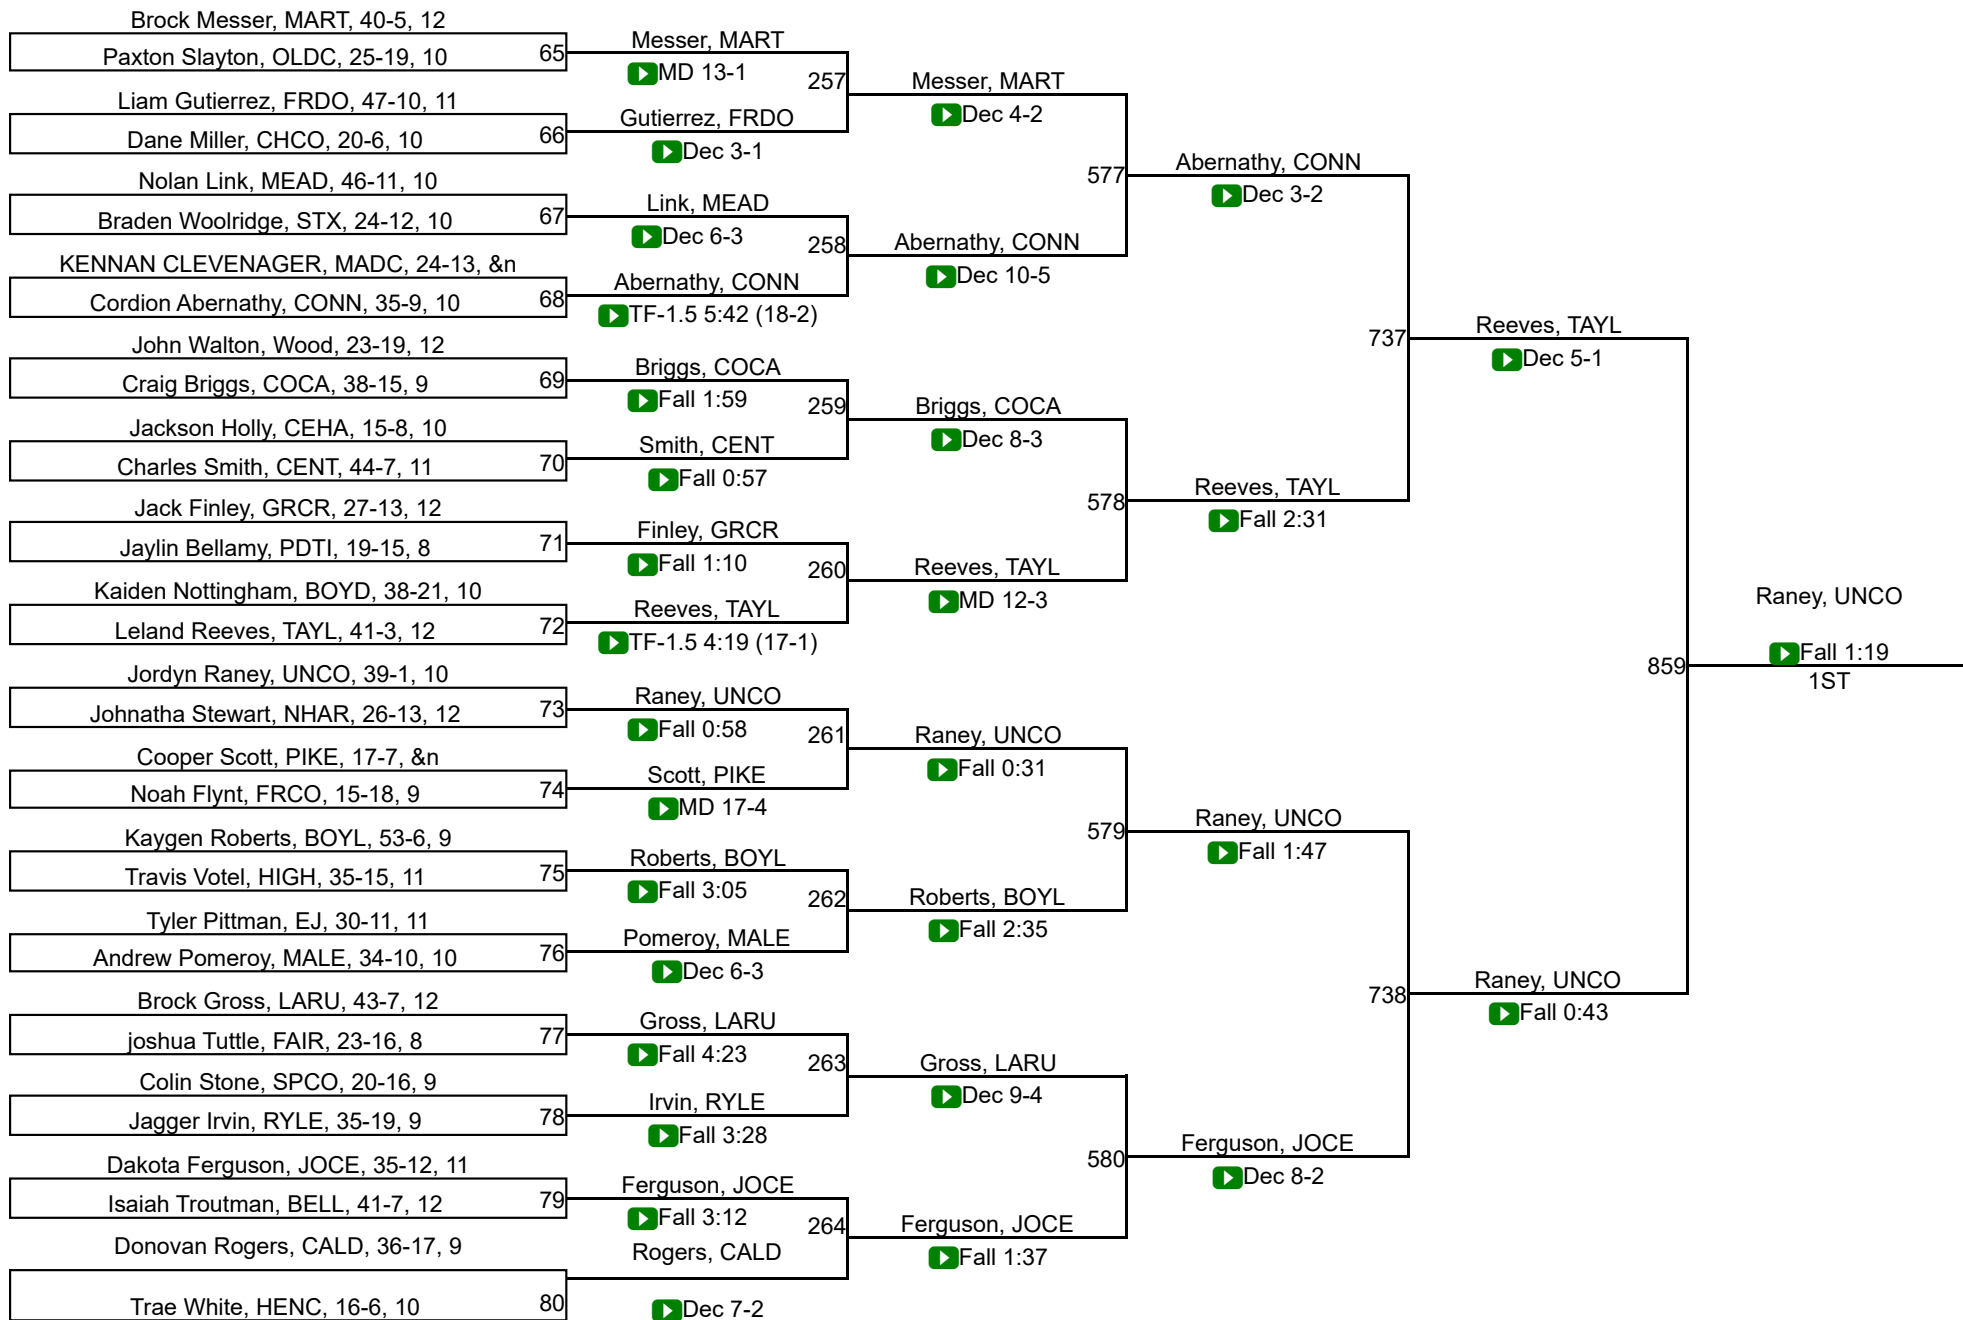 Brock Messer, MART, 40-5, 12
Paxton Slayton, OLDC, 25-19, 10
65
Liam Gutierrez, FRDO, 47-10, 11
Dane Miller, CHCO, 20-6, 10
66
Nolan Link, MEAD, 46-11, 10
Braden Woolridge, STX, 24-12, 10
67
KENNAN CLEVENAGER, MADC, 24-13, &n
Cordion Abernathy, CONN, 35-9, 10
68
John Walton, Wood, 23-19, 12
Craig Briggs, COCA, 38-15, 9
69
Jackson Holly, CEHA, 15-8, 10
Charles Smith, CENT, 44-7, 11
70
Jack Finley, GRCR, 27-13, 12
Jaylin Bellamy, PDTI, 19-15, 8
71
Kaiden Nottingham, BOYD, 38-21, 10
Leland Reeves, TAYL, 41-3, 12
72
Jordyn Raney, UNCO, 39-1, 10
Johnatha Stewart, NHAR, 26-13, 12
73
Cooper Scott, PIKE, 17-7, &n
Noah Flynt, FRCO, 15-18, 9
74
Kaygen Roberts, BOYL, 53-6, 9
Travis Votel, HIGH, 35-15, 11
75
Tyler Pittman, EJ, 30-11, 11
Andrew Pomeroy, MALE, 34-10, 10
76
Brock Gross, LARU, 43-7, 12
joshua Tuttle, FAIR, 23-16, 8
77
Colin Stone, SPCO, 20-16, 9
Jagger Irvin, RYLE, 35-19, 9
78
Dakota Ferguson, JOCE, 35-12, 11
Isaiah Troutman, BELL, 41-7, 12
79
Donovan Rogers, CALD, 36-17, 9
Trae White, HENC, 16-6, 10
80
Messer, MART
MD 13-1
257
Gutierrez, FRDO
Dec 3-1
Link, MEAD
Dec 6-3
258
Abernathy, CONN
TF-1.5 5:42 (18-2)
Briggs, COCA
Fall 1:59
259
Smith, CENT
Fall 0:57
Finley, GRCR
Fall 1:10
260
Reeves, TAYL
TF-1.5 4:19 (17-1)
Raney, UNCO
Fall 0:58
261
Scott, PIKE
MD 17-4
Roberts, BOYL
Fall 3:05
262
Pomeroy, MALE
Dec 6-3
Gross, LARU
Fall 4:23
263
Irvin, RYLE
Fall 3:28
Ferguson, JOCE
Fall 3:12
264
Rogers, CALD
Dec 7-2
Messer, MART
Dec 4-2
577
Abernathy, CONN
Dec 10-5
Briggs, COCA
Dec 8-3
578
Reeves, TAYL
MD 12-3
Raney, UNCO
Fall 0:31
579
Roberts, BOYL
Fall 2:35
Gross, LARU
Dec 9-4
580
Ferguson, JOCE
Fall 1:37
Abernathy, CONN
Dec 3-2
737
Reeves, TAYL
Fall 2:31
Raney, UNCO
Fall 1:47
738
Ferguson, JOCE
Dec 8-2
Reeves, TAYL
Dec 5-1
859
Raney, UNCO
Fall 0:43
Raney, UNCO
Fall 1:19
1ST